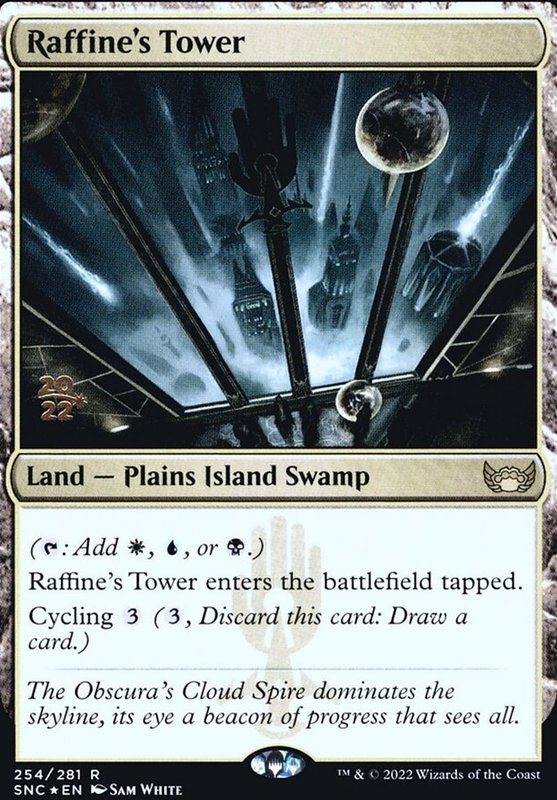 Raffine's Tower
20
22
Land — Plains Island Swamp
( : Add , , or .)
Raffine's Tower enters the battlefield tapped.
Cycling 3 (3, Discard this card: Draw a
card.)
The Obscura's Cloud Spire dominates the
skyline, its eye a beacon of progress that sees all.
254/281 R
SNC ★ EN Sam White
™ & © 2022 Wizards of the Coast